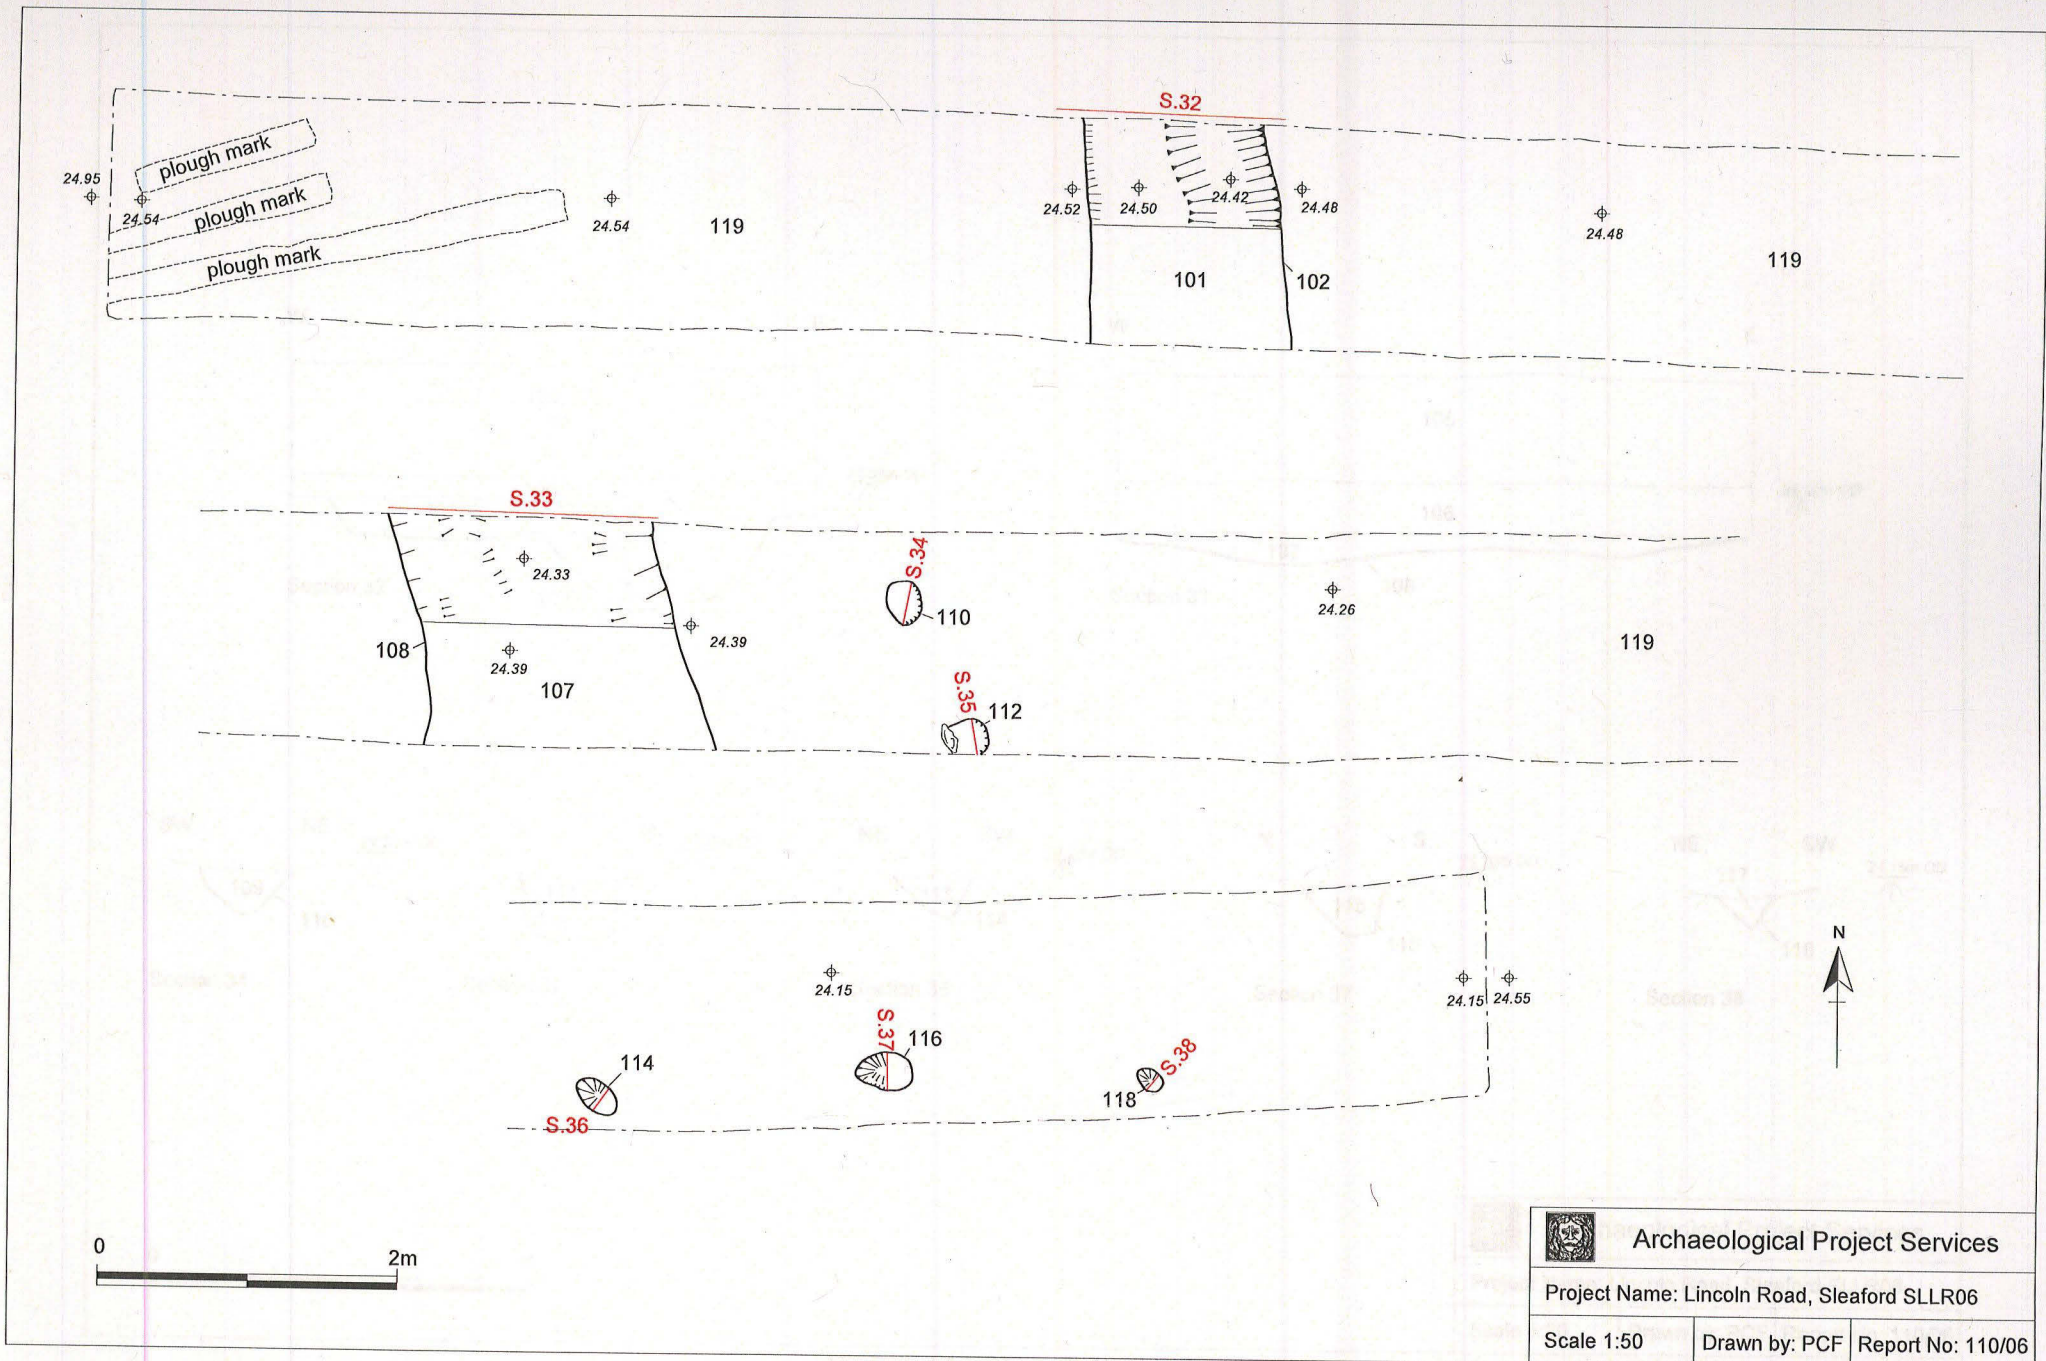 S.32
plough mark
24.95
24.54
plough mark
plough mark
24.54
119
24.52
24.50
24.42
24.48
24.48
119
101
102
S.33
24.33
S.34
110
24.26
119
108
24.39
24.39
107
S.35
112
24.15
24.15
24.55
N
S.37
116
114
S.36
S.38
118
0
2m
Archaeological Project Services
Project Name: Lincoln Road, Sleaford SLLR06
Scale 1:50
Drawn by: PCF
Report No: 110/06